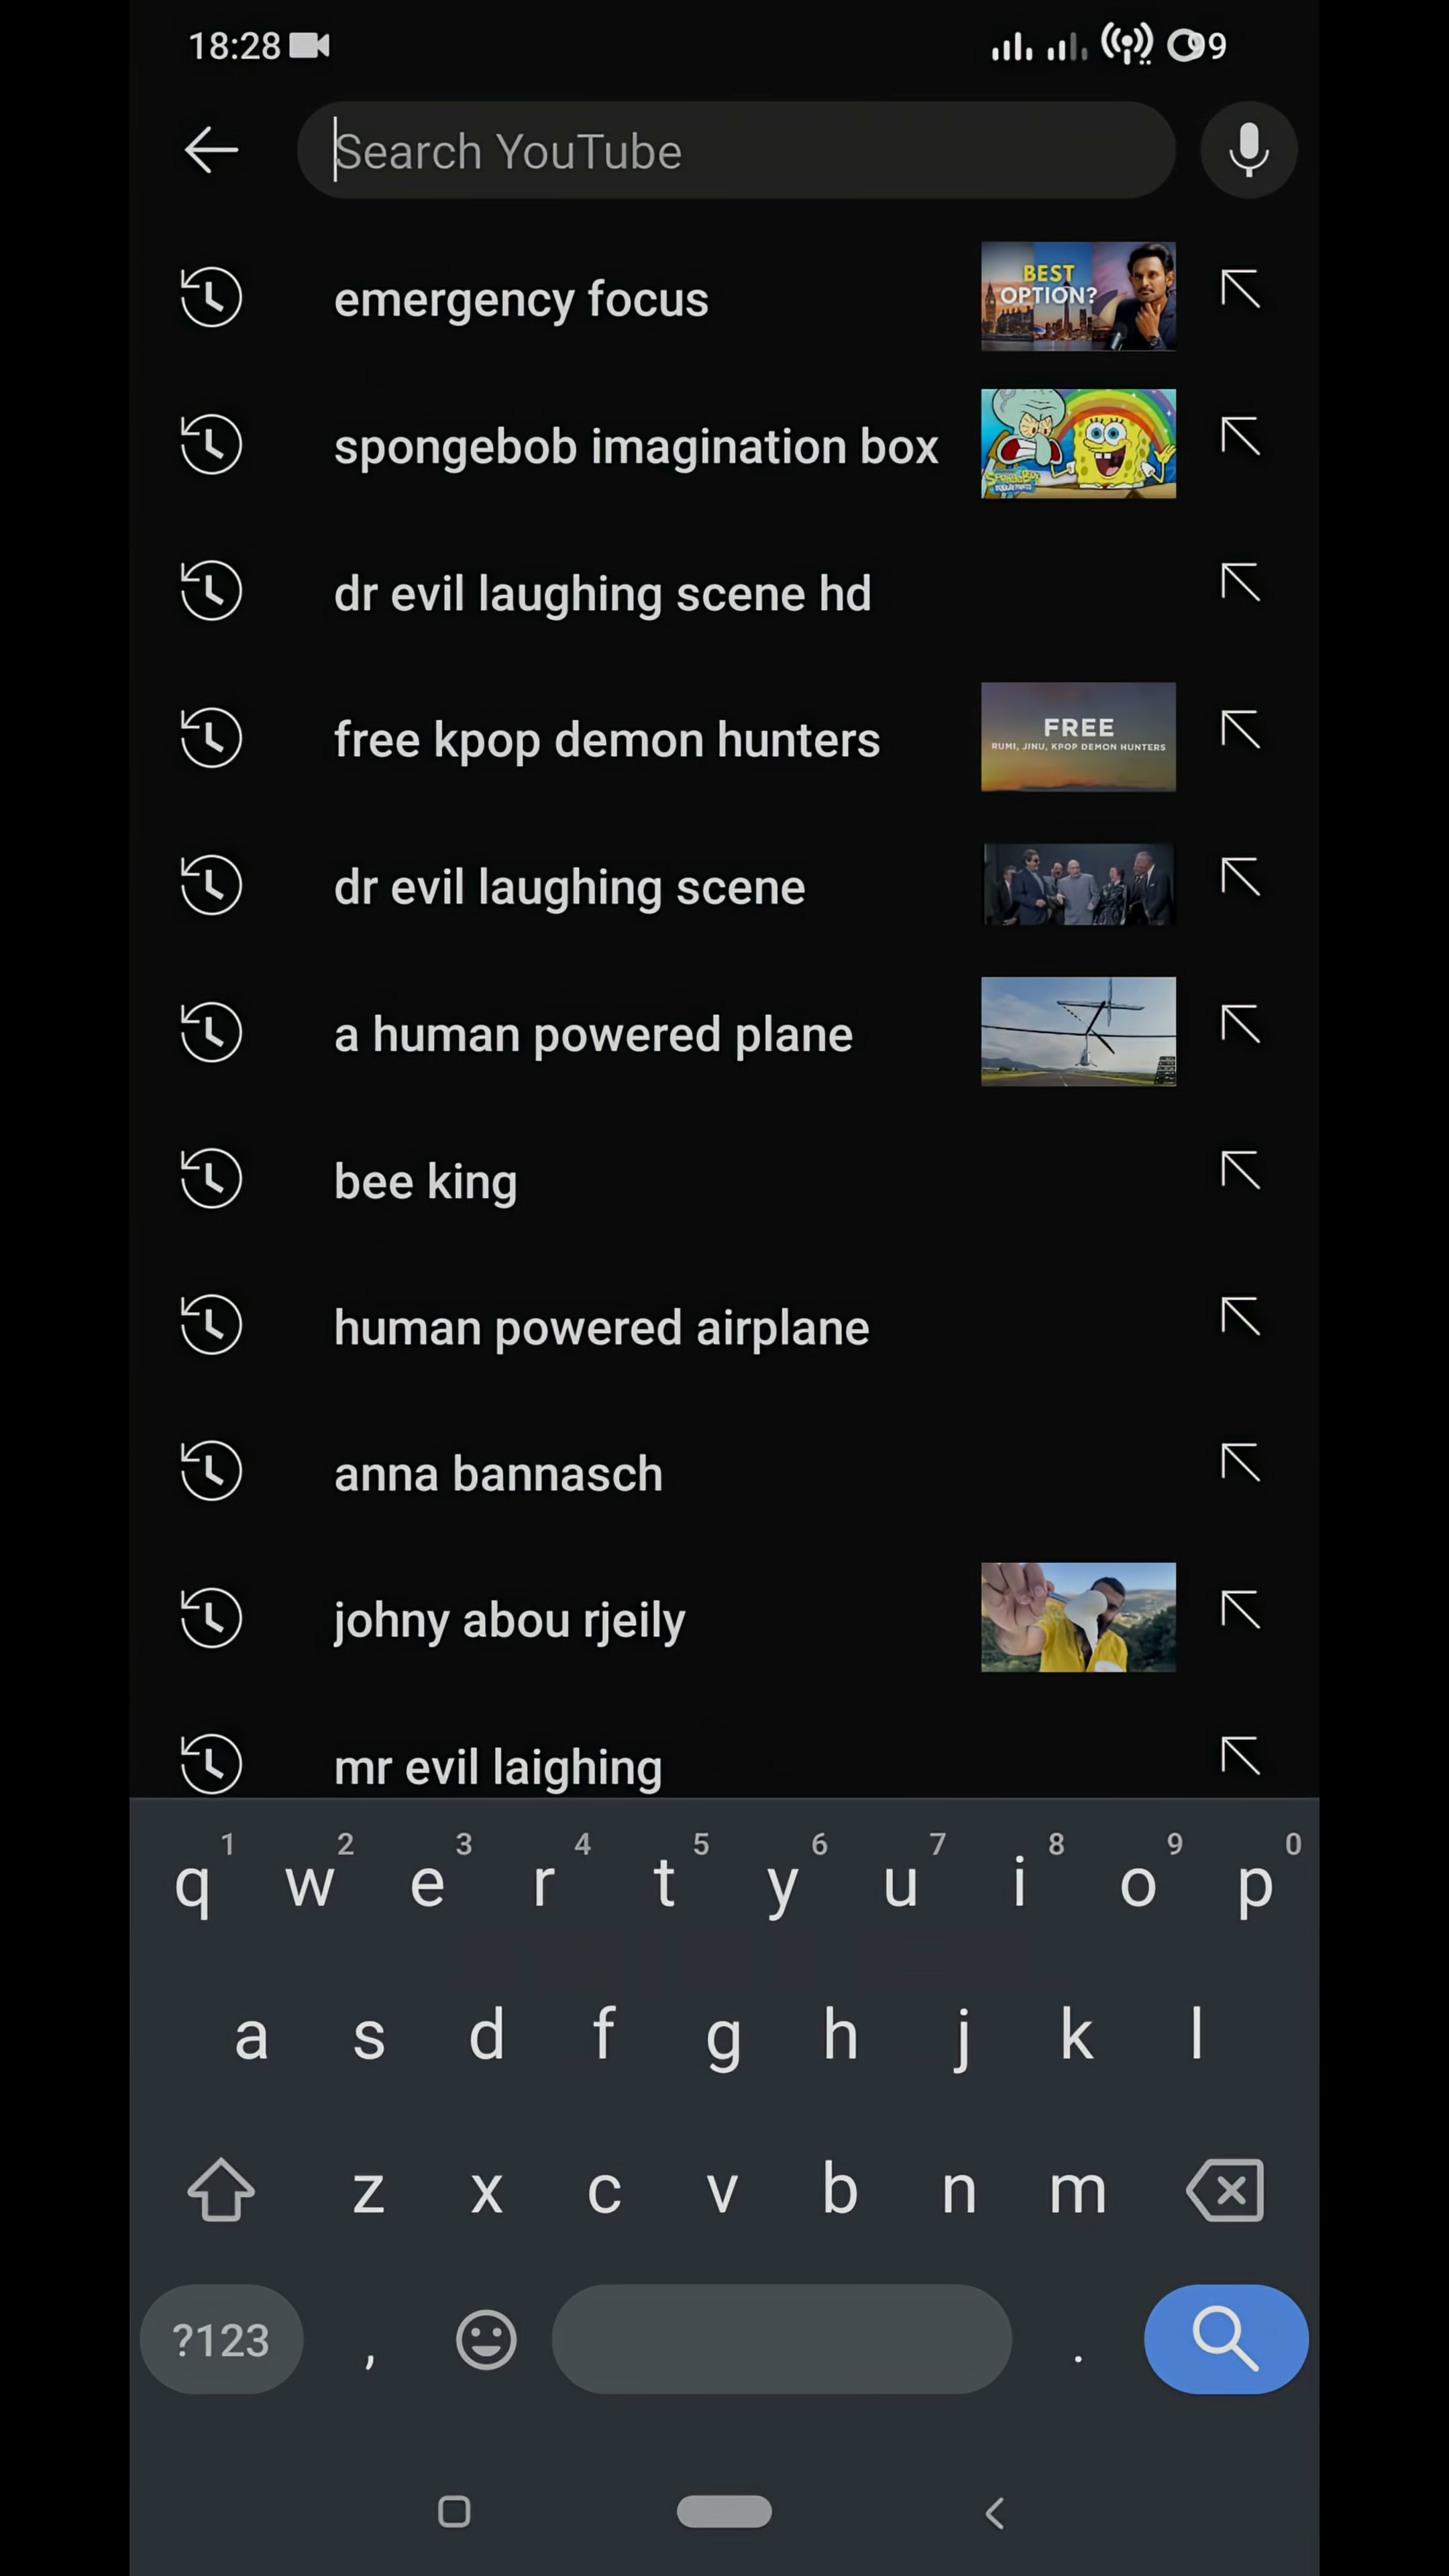 18:28
99
Search YouTube
emergency focus
BEST
OPTION?
spongebob imagination box
dr evil laughing scene hd
free kpop demon hunters
FREE
RUMI, JINU, KPOP DEMON HUNTERS
dr evil laughing scene
a human powered plane
bee king
human powered airplane
anna bannasch
johny abou rjeily
mr evil laighing
1 2 3 4 5 6 7 8 9 0
q w e r t y u i o p
a s d f g h j k l
z x c v b n m
?123 , .